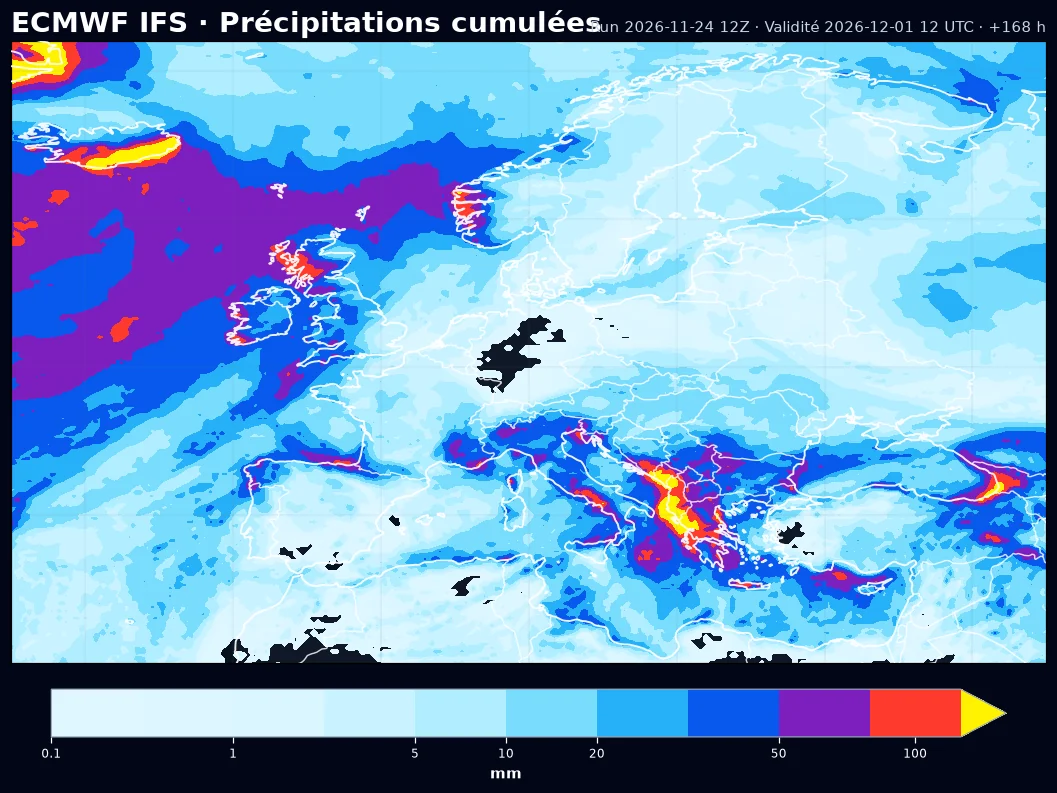 ECMWF IFS · Précipitations cumulées
Run 2026-11-24 12Z · Validité 2026-12-01 12 UTC · +168 h
0.1 1 5 10 20 50 100
mm